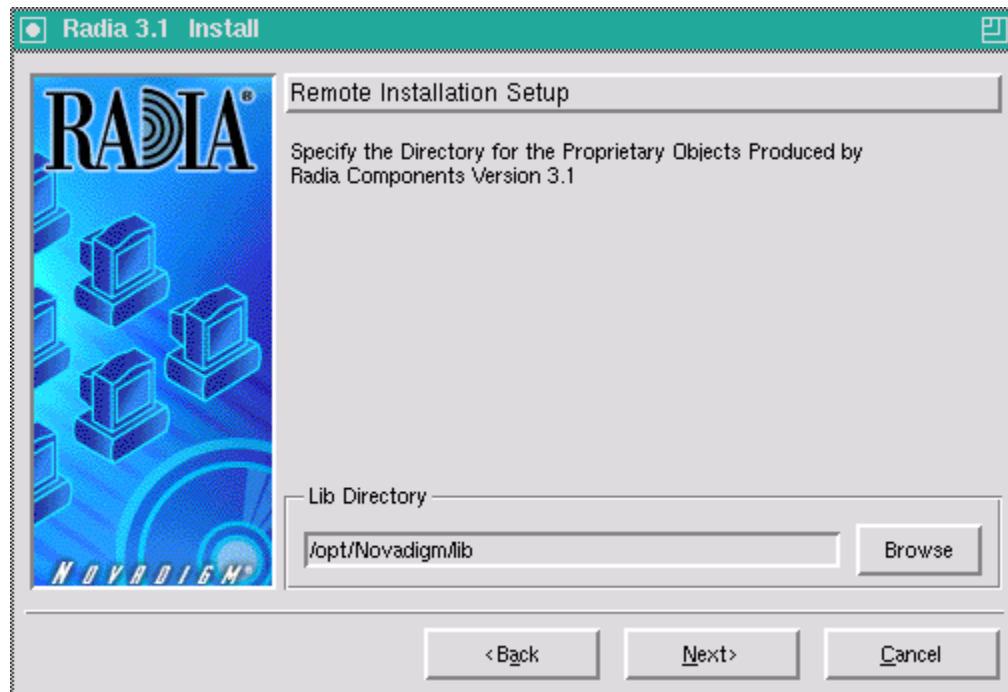 Radia 3.1 Install
RADIA®
Remote Installation Setup
Specify the Directory for the Proprietary Objects Produced by
Radia Components Version 3.1
Lib Directory
/opt/Novadigm/lib
Browse
NOVADIGM®
<Back
Next>
Cancel